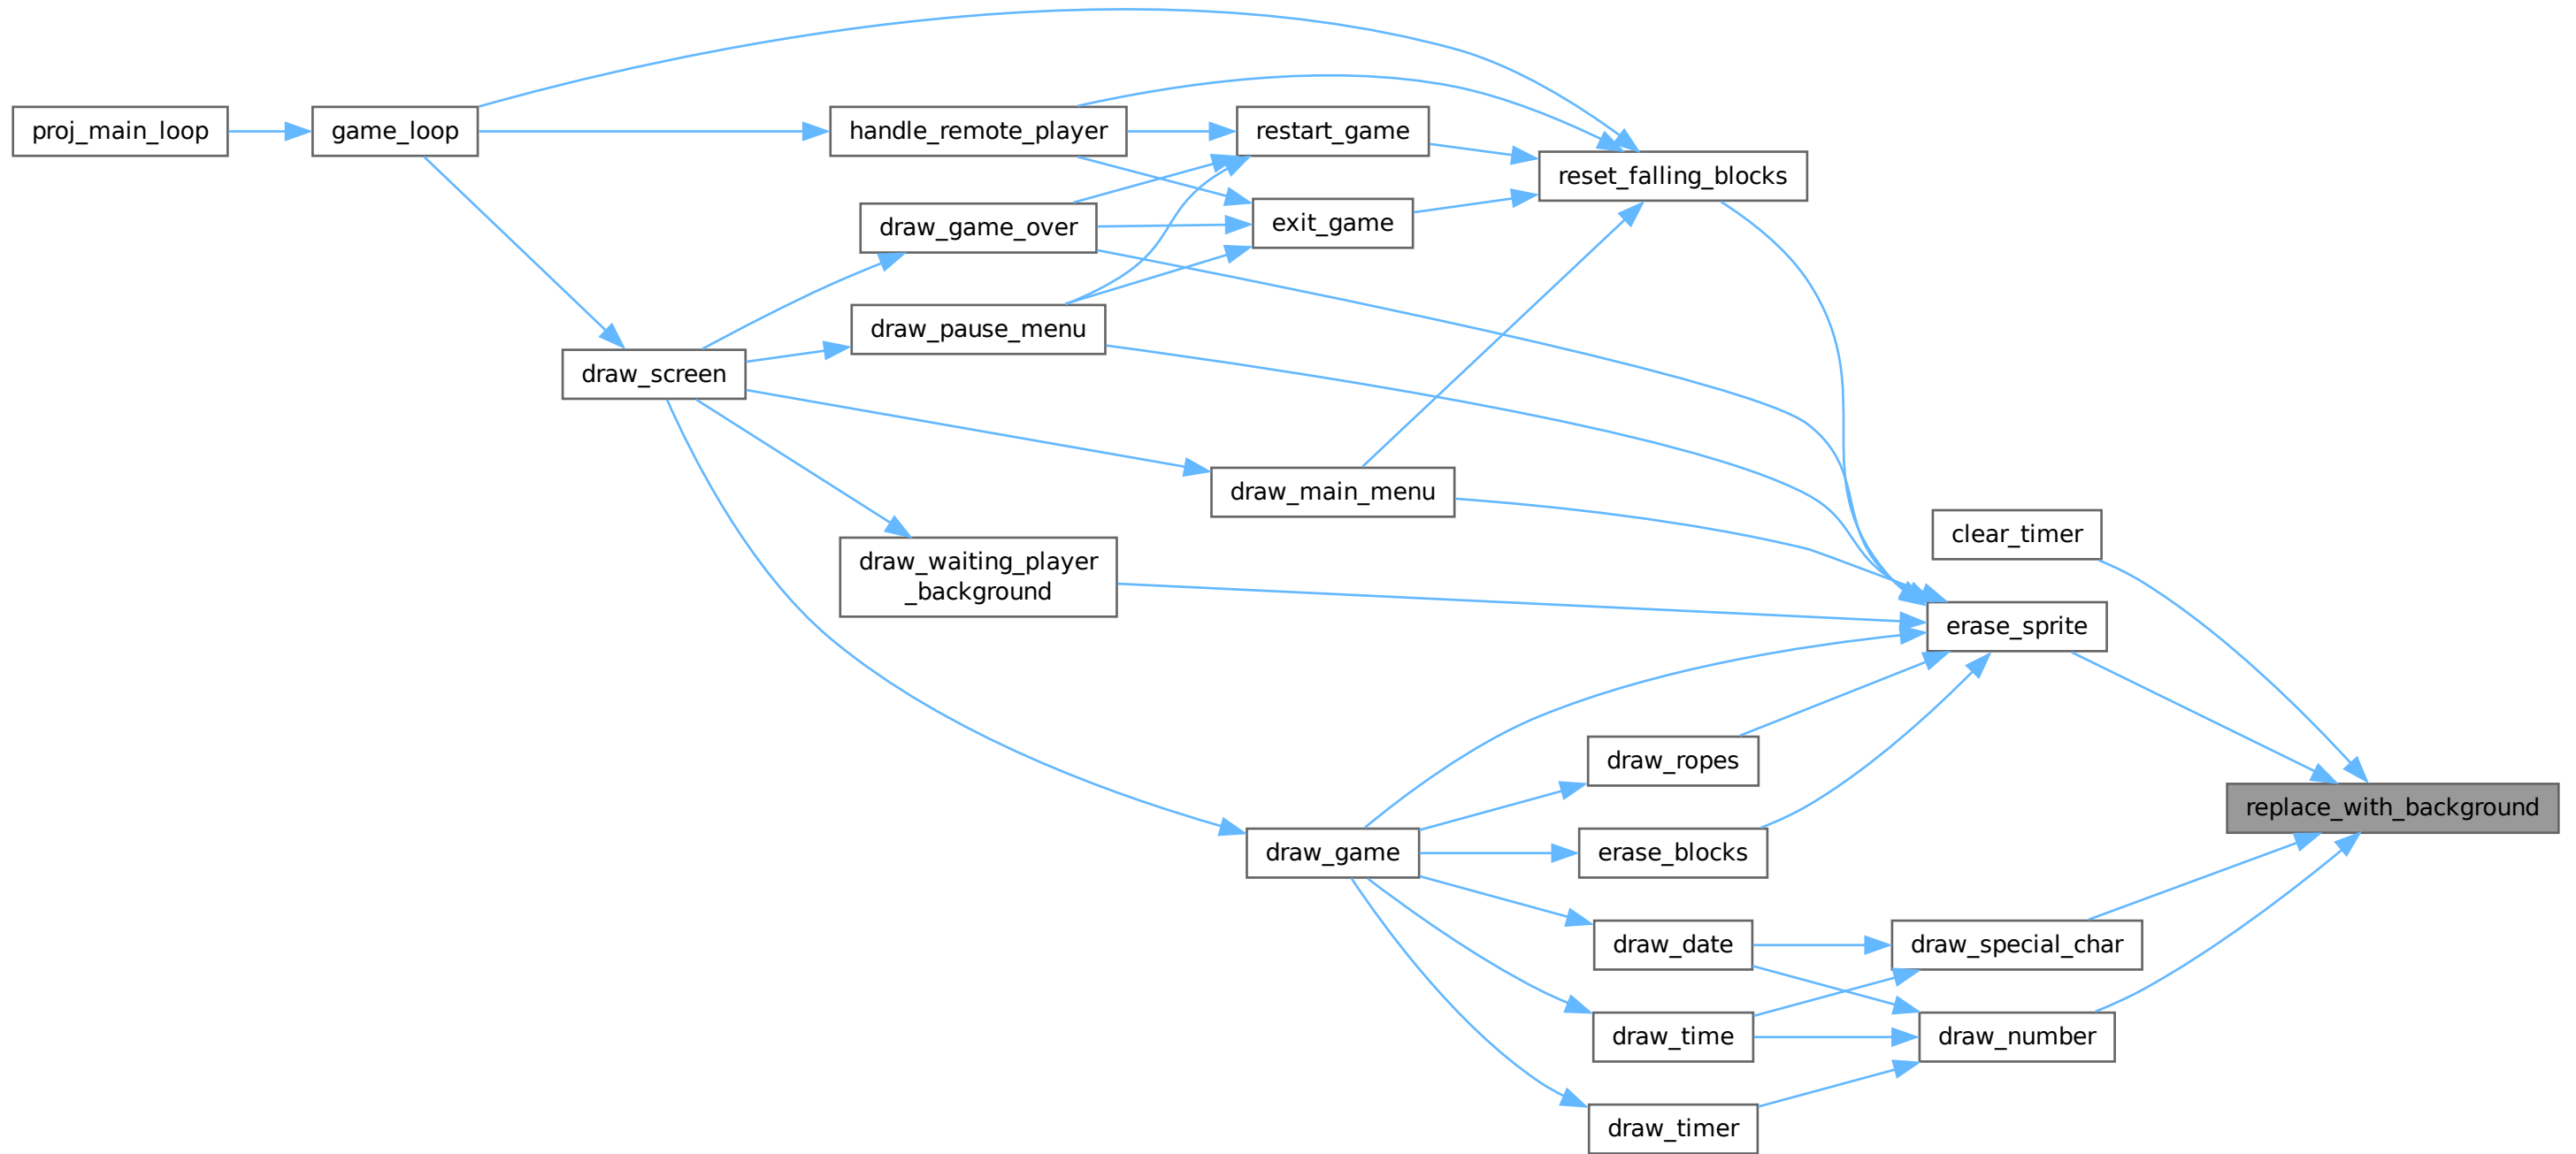 proj_main_loop
game_loop
handle_remote_player
restart_game
reset_falling_blocks
draw_game_over
exit_game
draw_pause_menu
draw_screen
draw_main_menu
clear_timer
draw_waiting_player
_background
erase_sprite
draw_ropes
replace_with_background
draw_game
erase_blocks
draw_date
draw_special_char
draw_time
draw_number
draw_timer